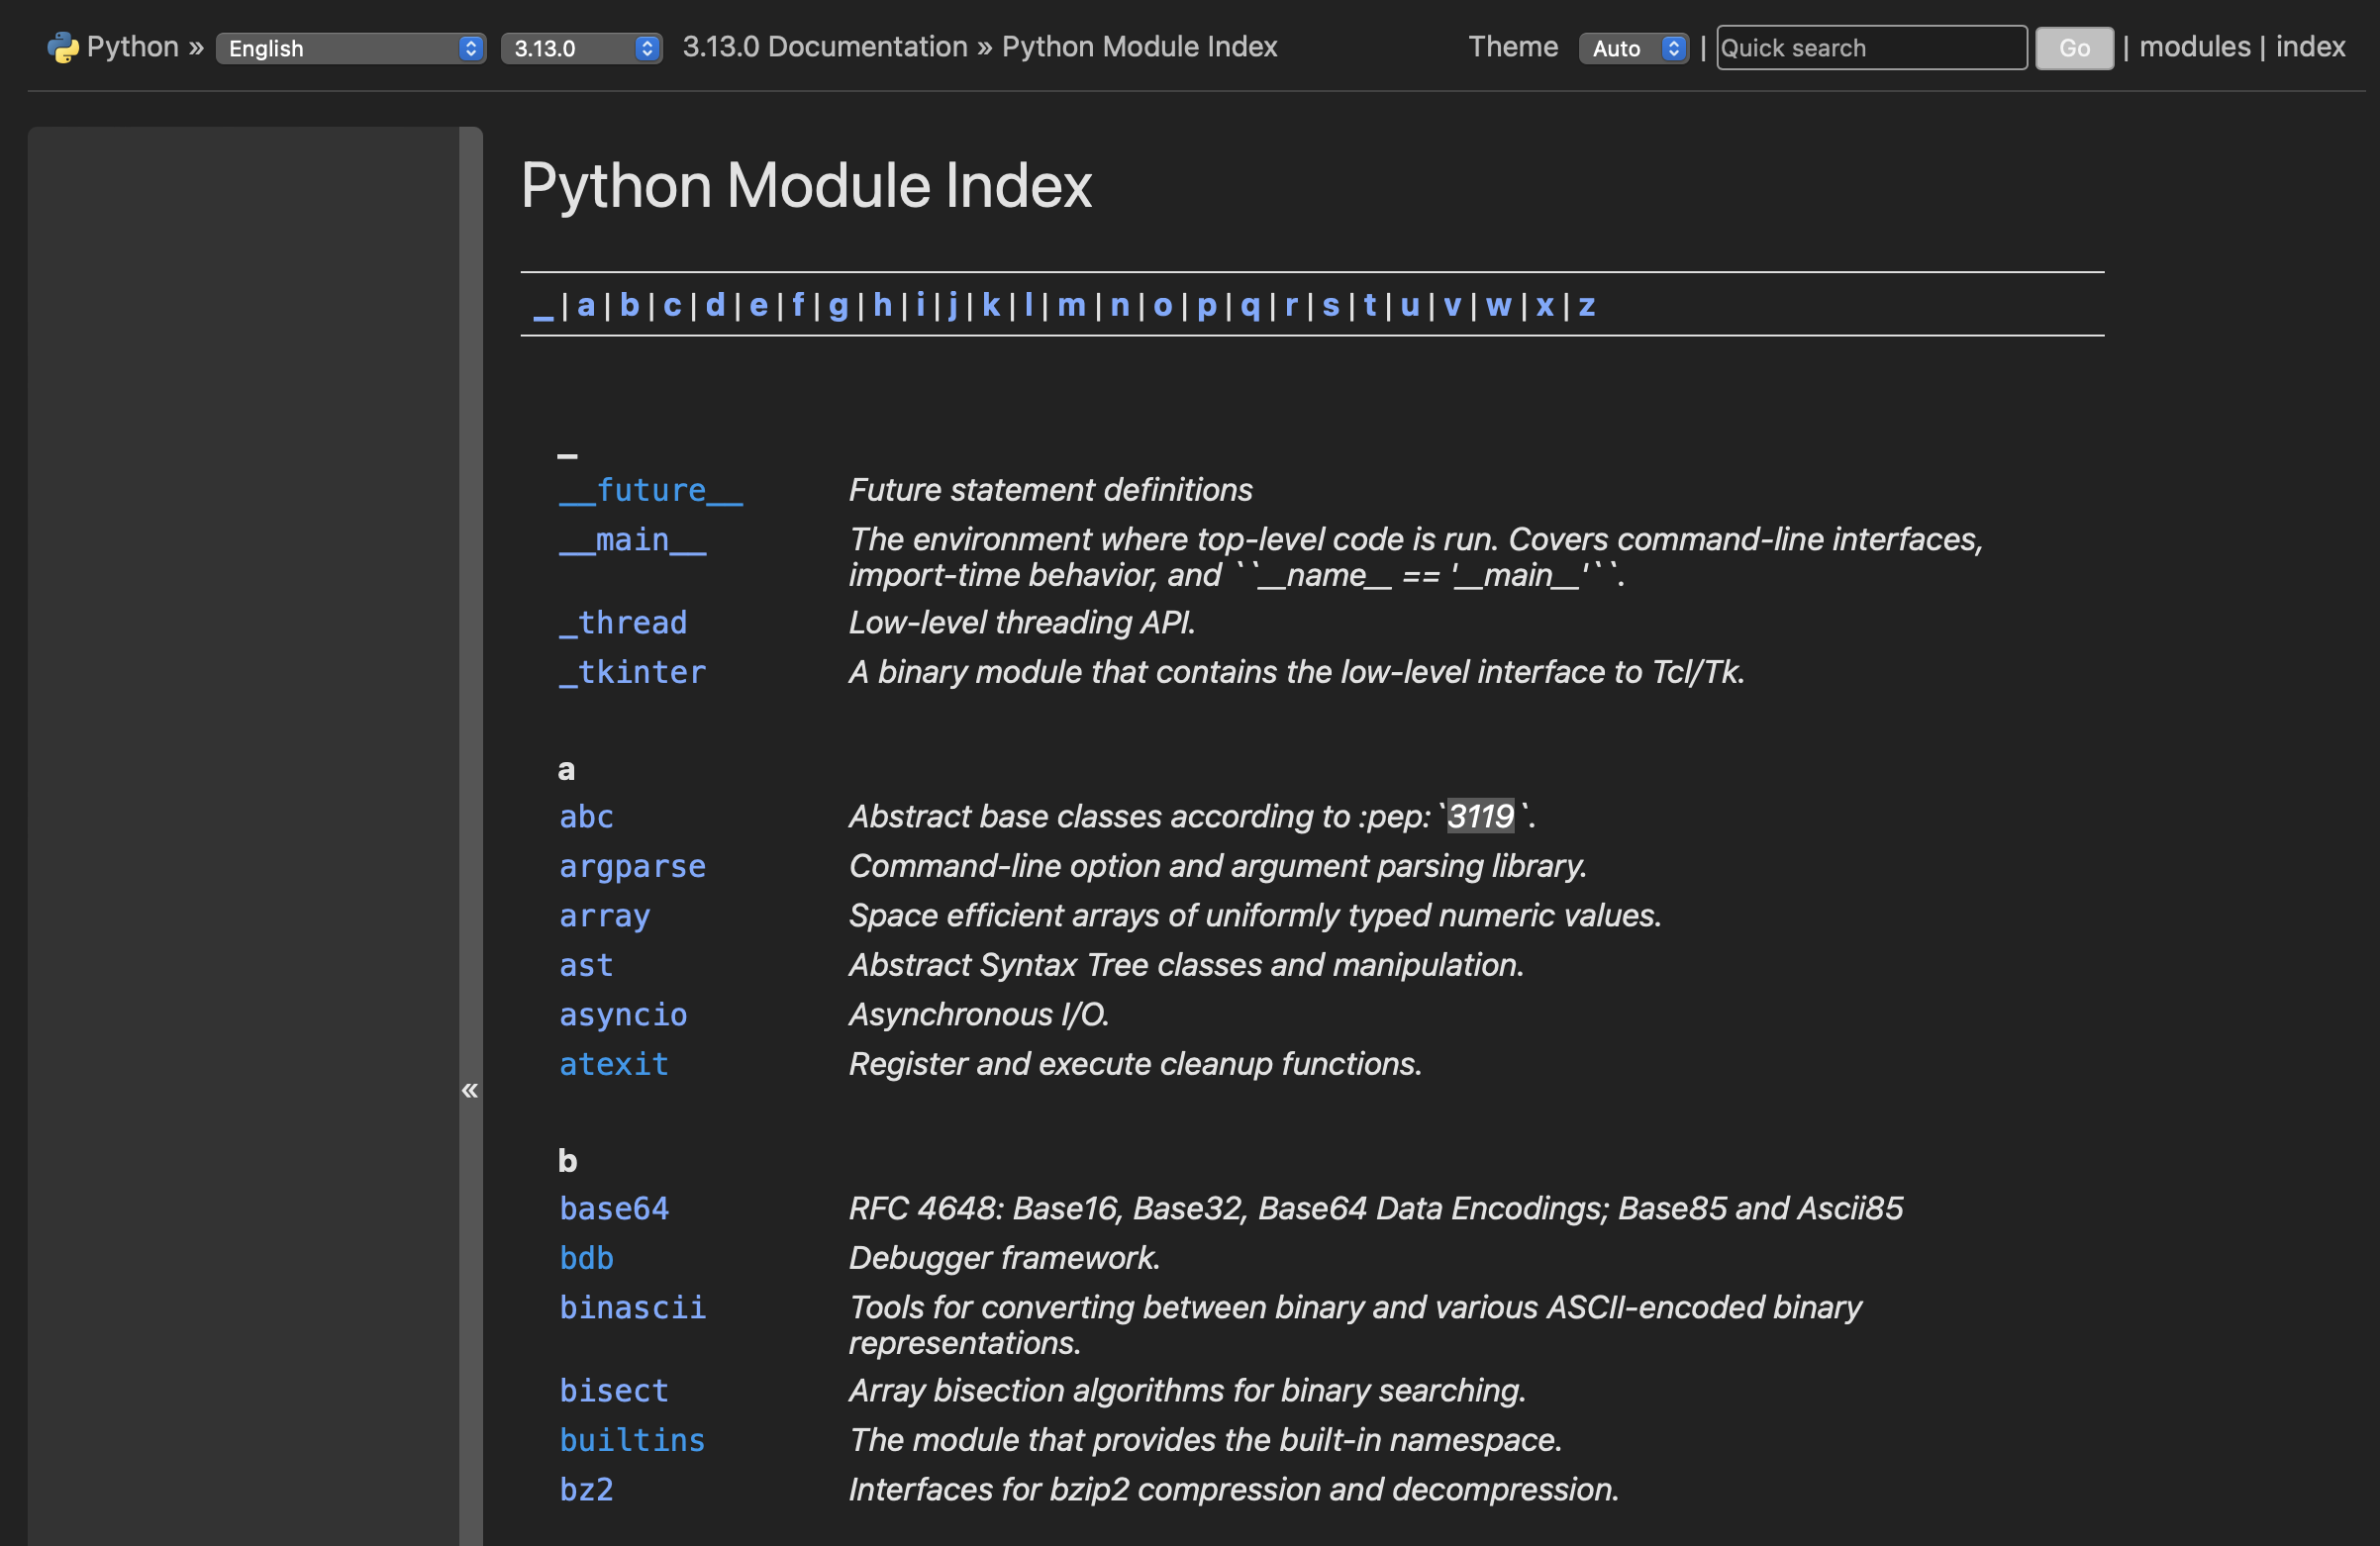 Python » English 3.13.0 3.13.0 Documentation » Python Module Index Theme Auto | Quick search Go | modules | index
Python Module Index
_ | a | b | c | d | e | f | g | h | i | j | k | l | m | n | o | p | q | r | s | t | u | v | w | x | z
_
__future__ Future statement definitions
__main__ The environment where top-level code is run. Covers command-line interfaces,
import-time behavior, and ``__name__ == '__main__'``.
_thread Low-level threading API.
_tkinter A binary module that contains the low-level interface to Tcl/Tk.
a
abc Abstract base classes according to :pep:`3119`.
argparse Command-line option and argument parsing library.
array Space efficient arrays of uniformly typed numeric values.
ast Abstract Syntax Tree classes and manipulation.
asyncio Asynchronous I/O.
atexit Register and execute cleanup functions.
«
b
base64 RFC 4648: Base16, Base32, Base64 Data Encodings; Base85 and Ascii85
bdb Debugger framework.
binascii Tools for converting between binary and various ASCII-encoded binary
representations.
bisect Array bisection algorithms for binary searching.
builtins The module that provides the built-in namespace.
bz2 Interfaces for bzip2 compression and decompression.